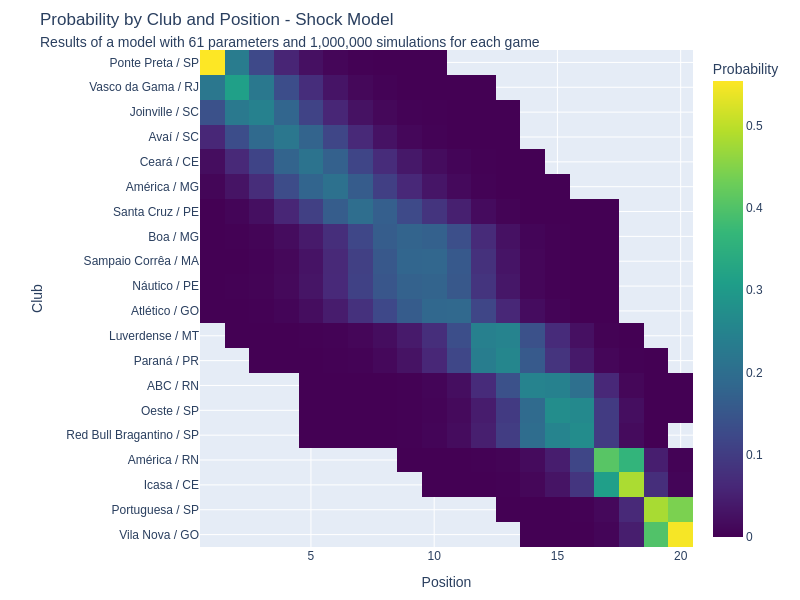 Probability by Club and Position - Shock Model
Results of a model with 61 parameters and 1,000,000 simulations for each game
Probability
Ponte Preta / SP
Vasco da Gama / RJ
Joinville / SC
Avaí / SC
Ceará / CE
América / MG
Santa Cruz / PE
Boa / MG
Sampaio Corrêa / MA
Náutico / PE
Atlético / GO
Luverdense / MT
Paraná / PR
ABC / RN
Oeste / SP
Red Bull Bragantino / SP
América / RN
Icasa / CE
Portuguesa / SP
Vila Nova / GO
Club
5
10
15
20
Position
0.5
0.4
0.3
0.2
0.1
0